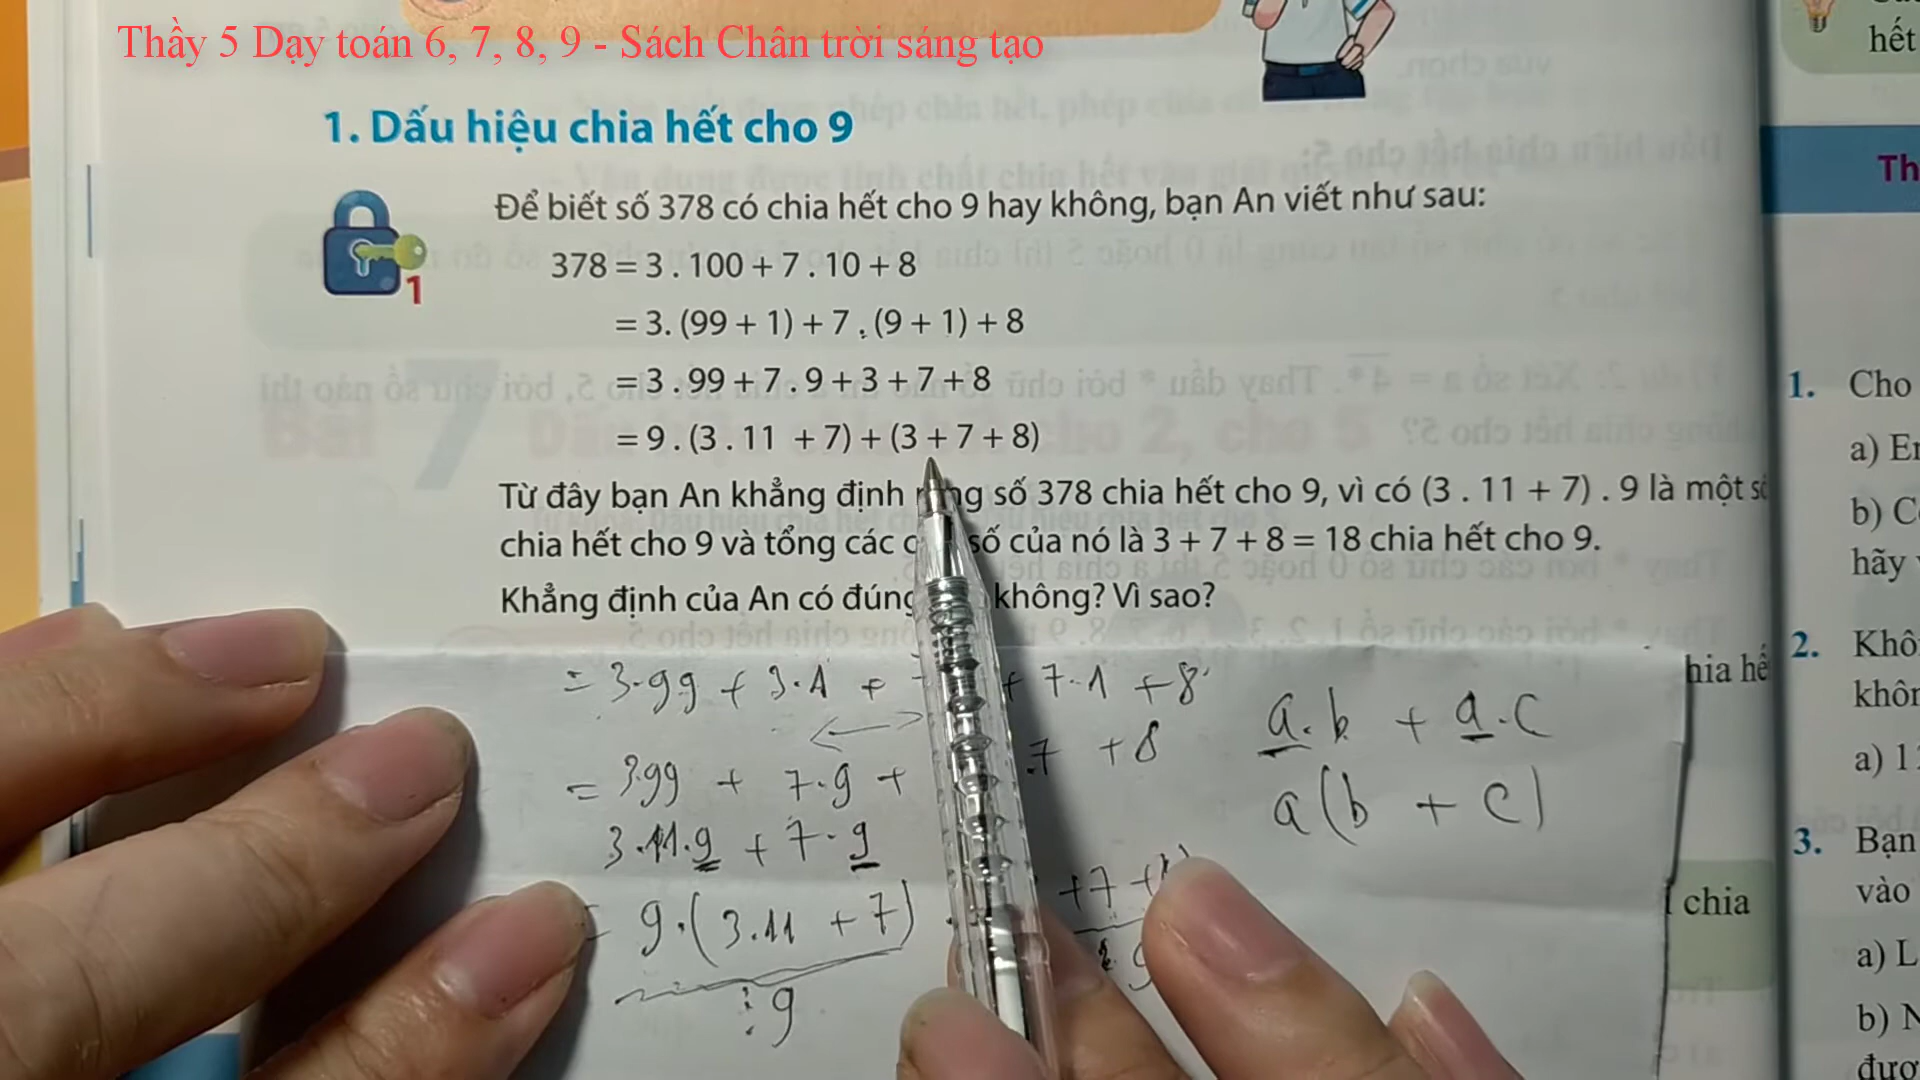 Thầy 5 Dạy toán 6, 7, 8, 9 - Sách Chân trời sáng tạo
1. Dấu hiệu chia hết cho 9
1
Để biết số 378 có chia hết cho 9 hay không, bạn An viết như sau:
378 = 3 . 100 + 7 . 10 + 8
= 3. (99 + 1) + 7 . (9 + 1) + 8
= 3 . 99 + 7 . 9 + 3 + 7 + 8
= 9 . (3 . 11 + 7) + (3 + 7 + 8)
Từ đây bạn An khẳng định số 378 chia hết cho 9, vì có (3 . 11 + 7) . 9 là một
chia hết cho 9 và tổng các số của nó là 3 + 7 + 8 = 18 chia hết cho 9.
Khẳng định của An có đúng không? Vì sao?
= 3.99 + 3.1 + + 7.1 + 8
= 3.99 + 7.9 + .7 + 8
3.11.9 + 7.9
= 9.(3.11 + 7) +7 +
⋮ 9
a.b + a.c
a(b + c)
hết
Th
1. Cho
a)
b)
hãy
2.
a)
3. Bạn
vào
a)
b)
chia